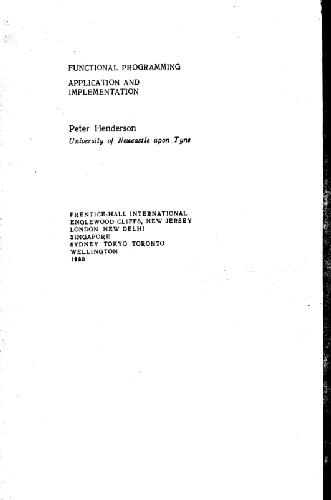 FUNCTIONAL PROGRAMMING
APPLICATION AND
IMPLEMENTATION
Peter Henderson
University of Newcastle upon Tyne
PRENTICE-HALL INTERNATIONAL
ENGLEWOOD CLIFFS, NEW JERSEY
LONDON NEW DELHI
SINGAPORE
SYDNEY TOKYO TORONTO
WELLINGTON
1980